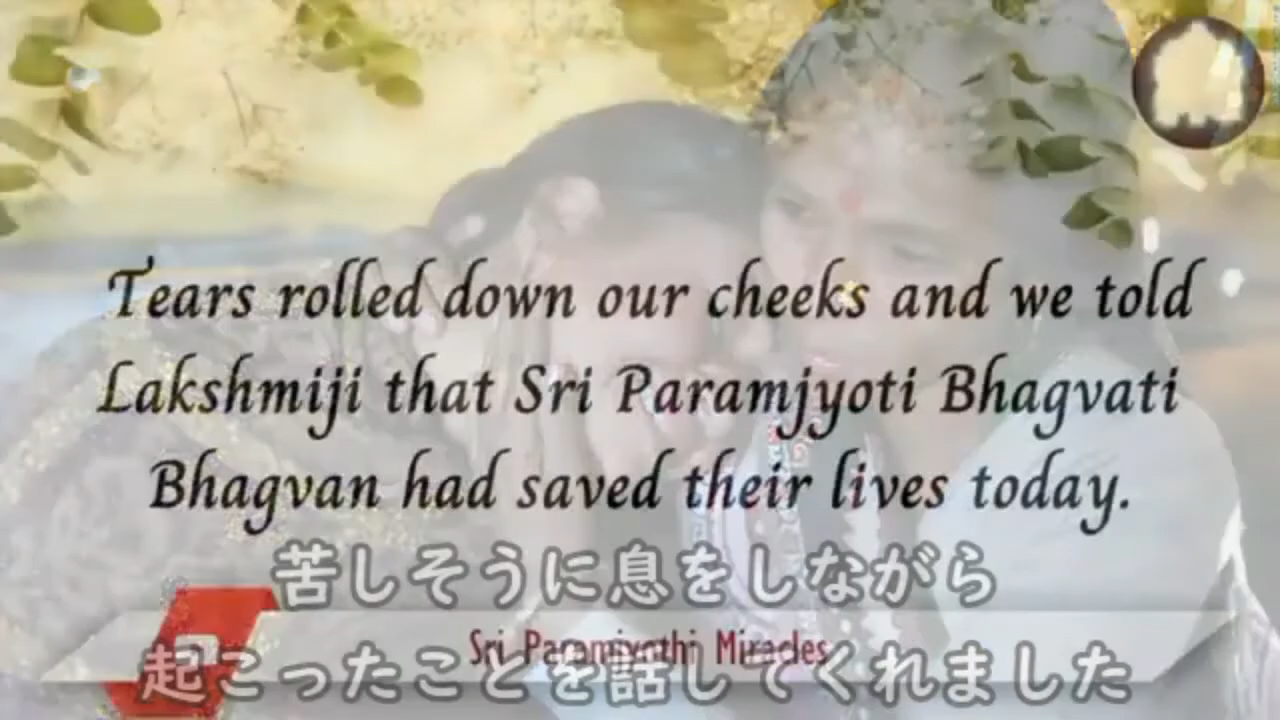 Tears rolled down our cheeks and we told
Lakshmiji that Sri Paramjyoti Bhagvati
Bhagvan had saved their lives today.
苦しそうに息をしながら
Sri Paramjyothi Miracles
起こったことを話してくれました